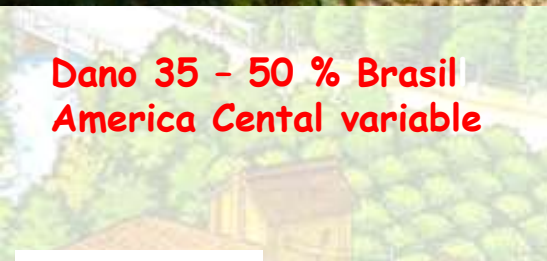 Dano 35 – 50 % Brasil
America Cental variable